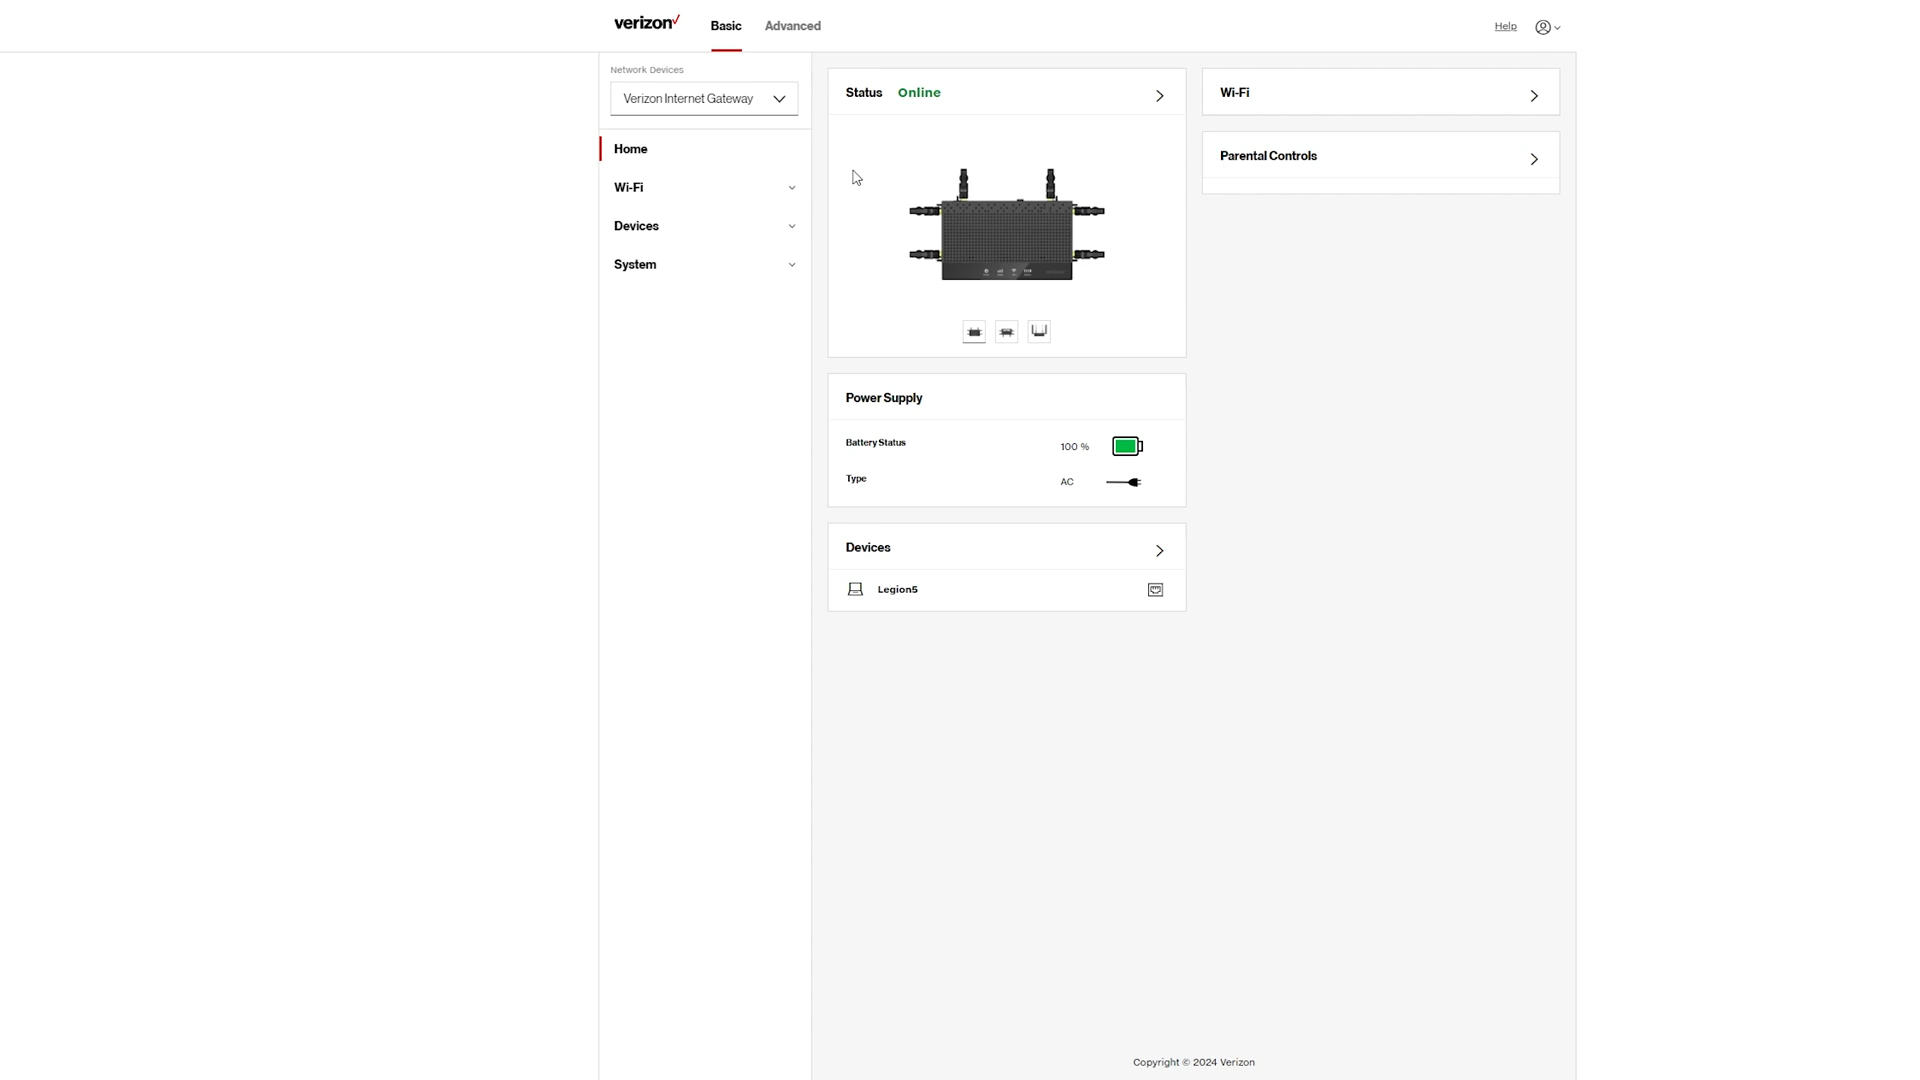 verizon
Basic
Advanced
Help
Network Devices
Verizon Internet Gateway
Home
Wi-Fi
Devices
System
Status Online
Power Supply
Battery Status 100 %
Type AC
Devices
Legion5
Wi-Fi
Parental Controls
Copyright © 2024 Verizon